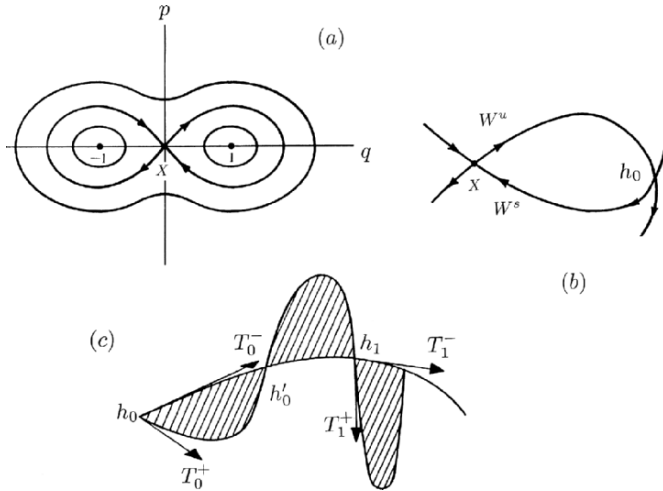 p
(a)
-1
X
1
q
W^u
h_0
X
W^s
(b)
(c)
T_0^-
h_1
T_1^-
h_0
h_0'
T_1^+
T_0^+